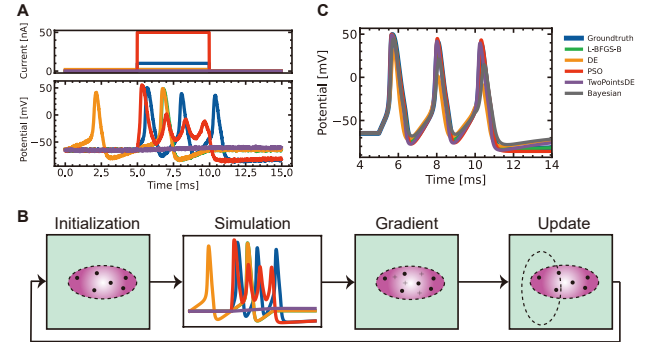 A
C
Current [nA]
50
0
Potential [mV]
50
0
−50
0.0 2.5 5.0 7.5 10.0 12.5 15.0
Time [ms]
Potential [mV]
50
0
−50
4 6 8 10 12 14
Time [ms]
Groundtruth
L-BFGS-B
DE
PSO
TwoPointsDE
Bayesian
B
Initialization Simulation Gradient Update